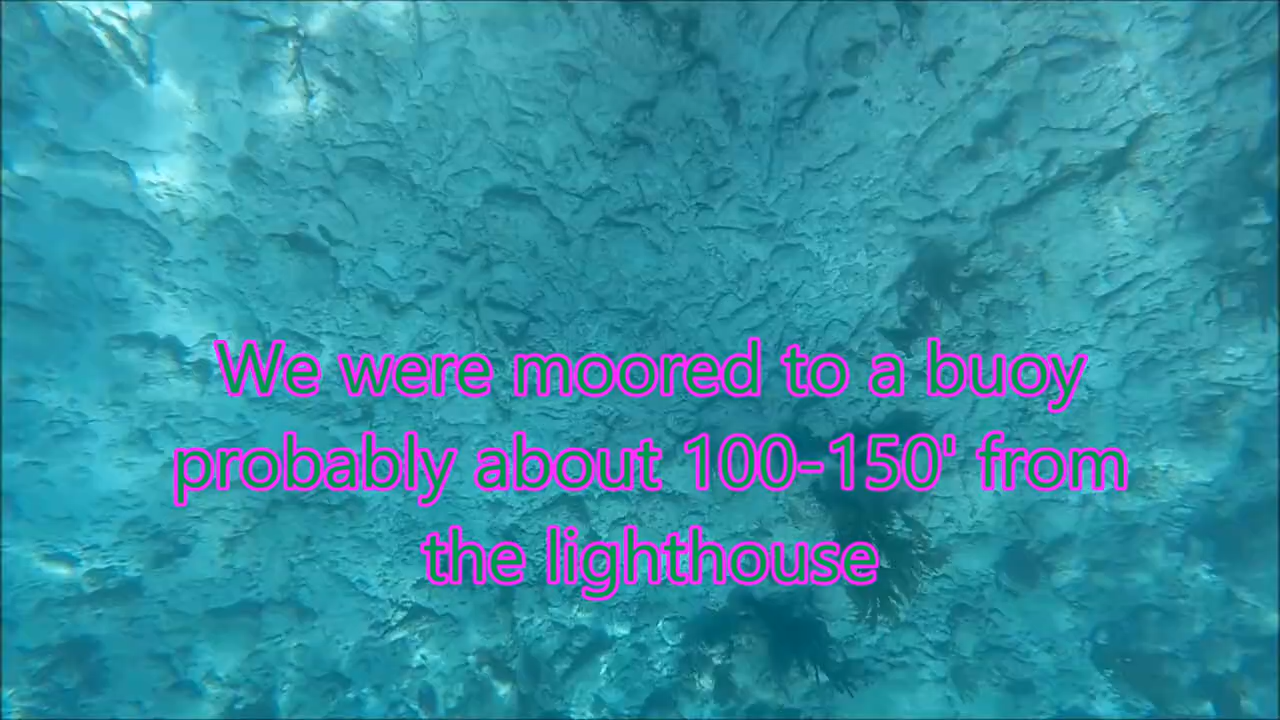 We were moored to a buoy
probably about 100-150' from
the lighthouse